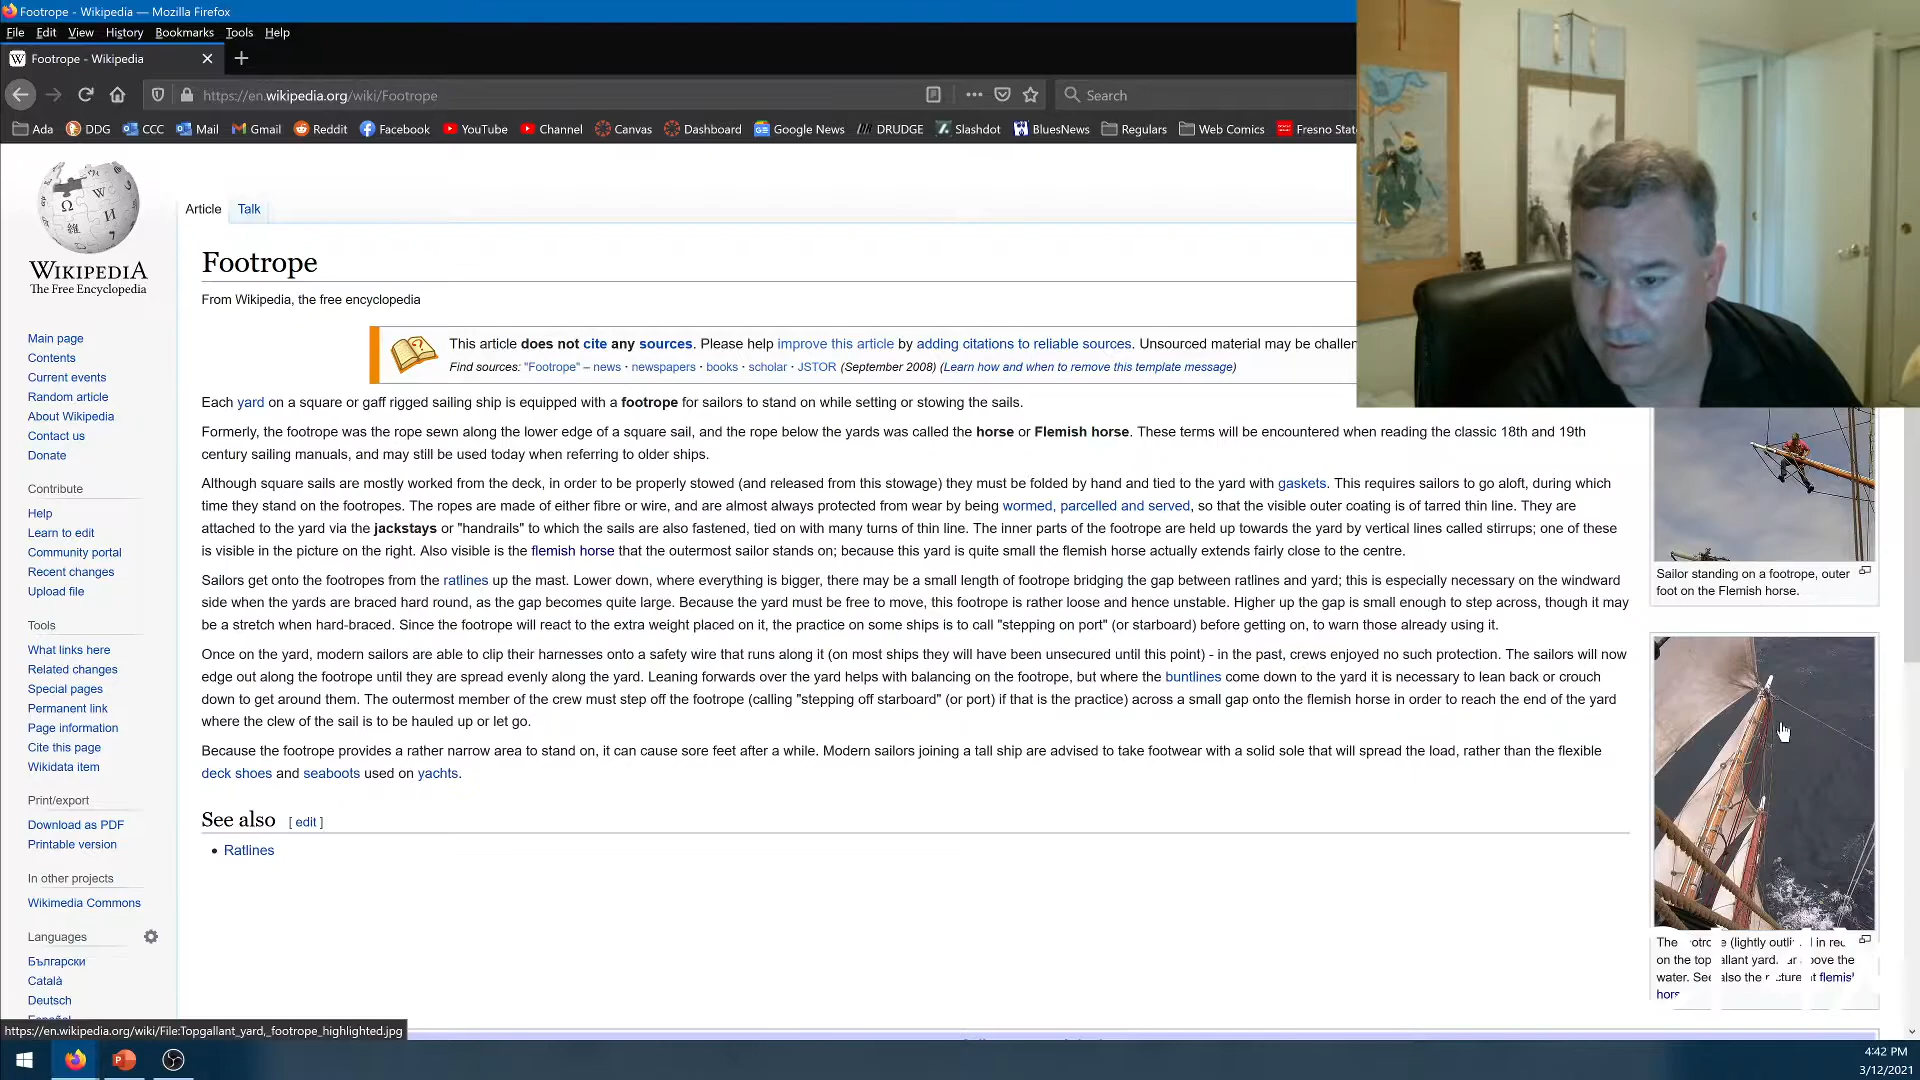 Footrope - Wikipedia — Mozilla Firefox
File Edit View History Bookmarks Tools Help
W Footrope - Wikipedia
https://en.wikipedia.org/wiki/Footrope
Search
Ada DDG CCC Mail Gmail Reddit Facebook YouTube Channel Canvas Dashboard Google News DRUDGE Slashdot BluesNews Regulars Web Comics Fresno Stat
WIKIPEDIA
The Free Encyclopedia
Main page
Contents
Current events
Random article
About Wikipedia
Contact us
Donate
Contribute
Help
Learn to edit
Community portal
Recent changes
Upload file
Tools
What links here
Related changes
Special pages
Permanent link
Page information
Cite this page
Wikidata item
Print/export
Download as PDF
Printable version
In other projects
Wikimedia Commons
Languages
Български
Català
Deutsch
Article Talk
Footrope
From Wikipedia, the free encyclopedia
This article does not cite any sources. Please help improve this article by adding citations to reliable sources. Unsourced material may be challen
Find sources: "Footrope" – news · newspapers · books · scholar · JSTOR (September 2008) (Learn how and when to remove this template message)
Each yard on a square or gaff rigged sailing ship is equipped with a footrope for sailors to stand on while setting or stowing the sails.
Formerly, the footrope was the rope sewn along the lower edge of a square sail, and the rope below the yards was called the horse or Flemish horse. These terms will be encountered when reading the classic 18th and 19th
century sailing manuals, and may still be used today when referring to older ships.
Although square sails are mostly worked from the deck, in order to be properly stowed (and released from this stowage) they must be folded by hand and tied to the yard with gaskets. This requires sailors to go aloft, during which
time they stand on the footropes. The ropes are made of either fibre or wire, and are almost always protected from wear by being wormed, parcelled and served, so that the visible outer coating is of tarred thin line. They are
attached to the yard via the jackstays or "handrails" to which the sails are also fastened, tied on with many turns of thin line. The inner parts of the footrope are held up towards the yard by vertical lines called stirrups; one of these
is visible in the picture on the right. Also visible is the flemish horse that the outermost sailor stands on; because this yard is quite small the flemish horse actually extends fairly close to the centre.
Sailors get onto the footropes from the ratlines up the mast. Lower down, where everything is bigger, there may be a small length of footrope bridging the gap between ratlines and yard; this is especially necessary on the windward
side when the yards are braced hard round, as the gap becomes quite large. Because the yard must be free to move, this footrope is rather loose and hence unstable. Higher up the gap is small enough to step across, though it may
be a stretch when hard-braced. Since the footrope will react to the extra weight placed on it, the practice on some ships is to call "stepping on port" (or starboard) before getting on, to warn those already using it.
Once on the yard, modern sailors are able to clip their harnesses onto a safety wire that runs along it (on most ships they will have been unsecured until this point) - in the past, crews enjoyed no such protection. The sailors will now
edge out along the footrope until they are spread evenly along the yard. Leaning forwards over the yard helps with balancing on the footrope, but where the buntlines come down to the yard it is necessary to lean back or crouch
down to get around them. The outermost member of the crew must step off the footrope (calling "stepping off starboard" (or port) if that is the practice) across a small gap onto the flemish horse in order to reach the end of the yard
where the clew of the sail is to be hauled up or let go.
Because the footrope provides a rather narrow area to stand on, it can cause sore feet after a while. Modern sailors joining a tall ship are advised to take footwear with a solid sole that will spread the load, rather than the flexible
deck shoes and seaboots used on yachts.
See also [ edit ]
• Ratlines
Sailor standing on a footrope, outer
foot on the Flemish horse.
The (lightly in
on the above the
water. See also the at flemish
https://en.wikipedia.org/wiki/File:Topgallant_yard,_footrope_highlighted.jpg
4:42 PM
3/12/2021